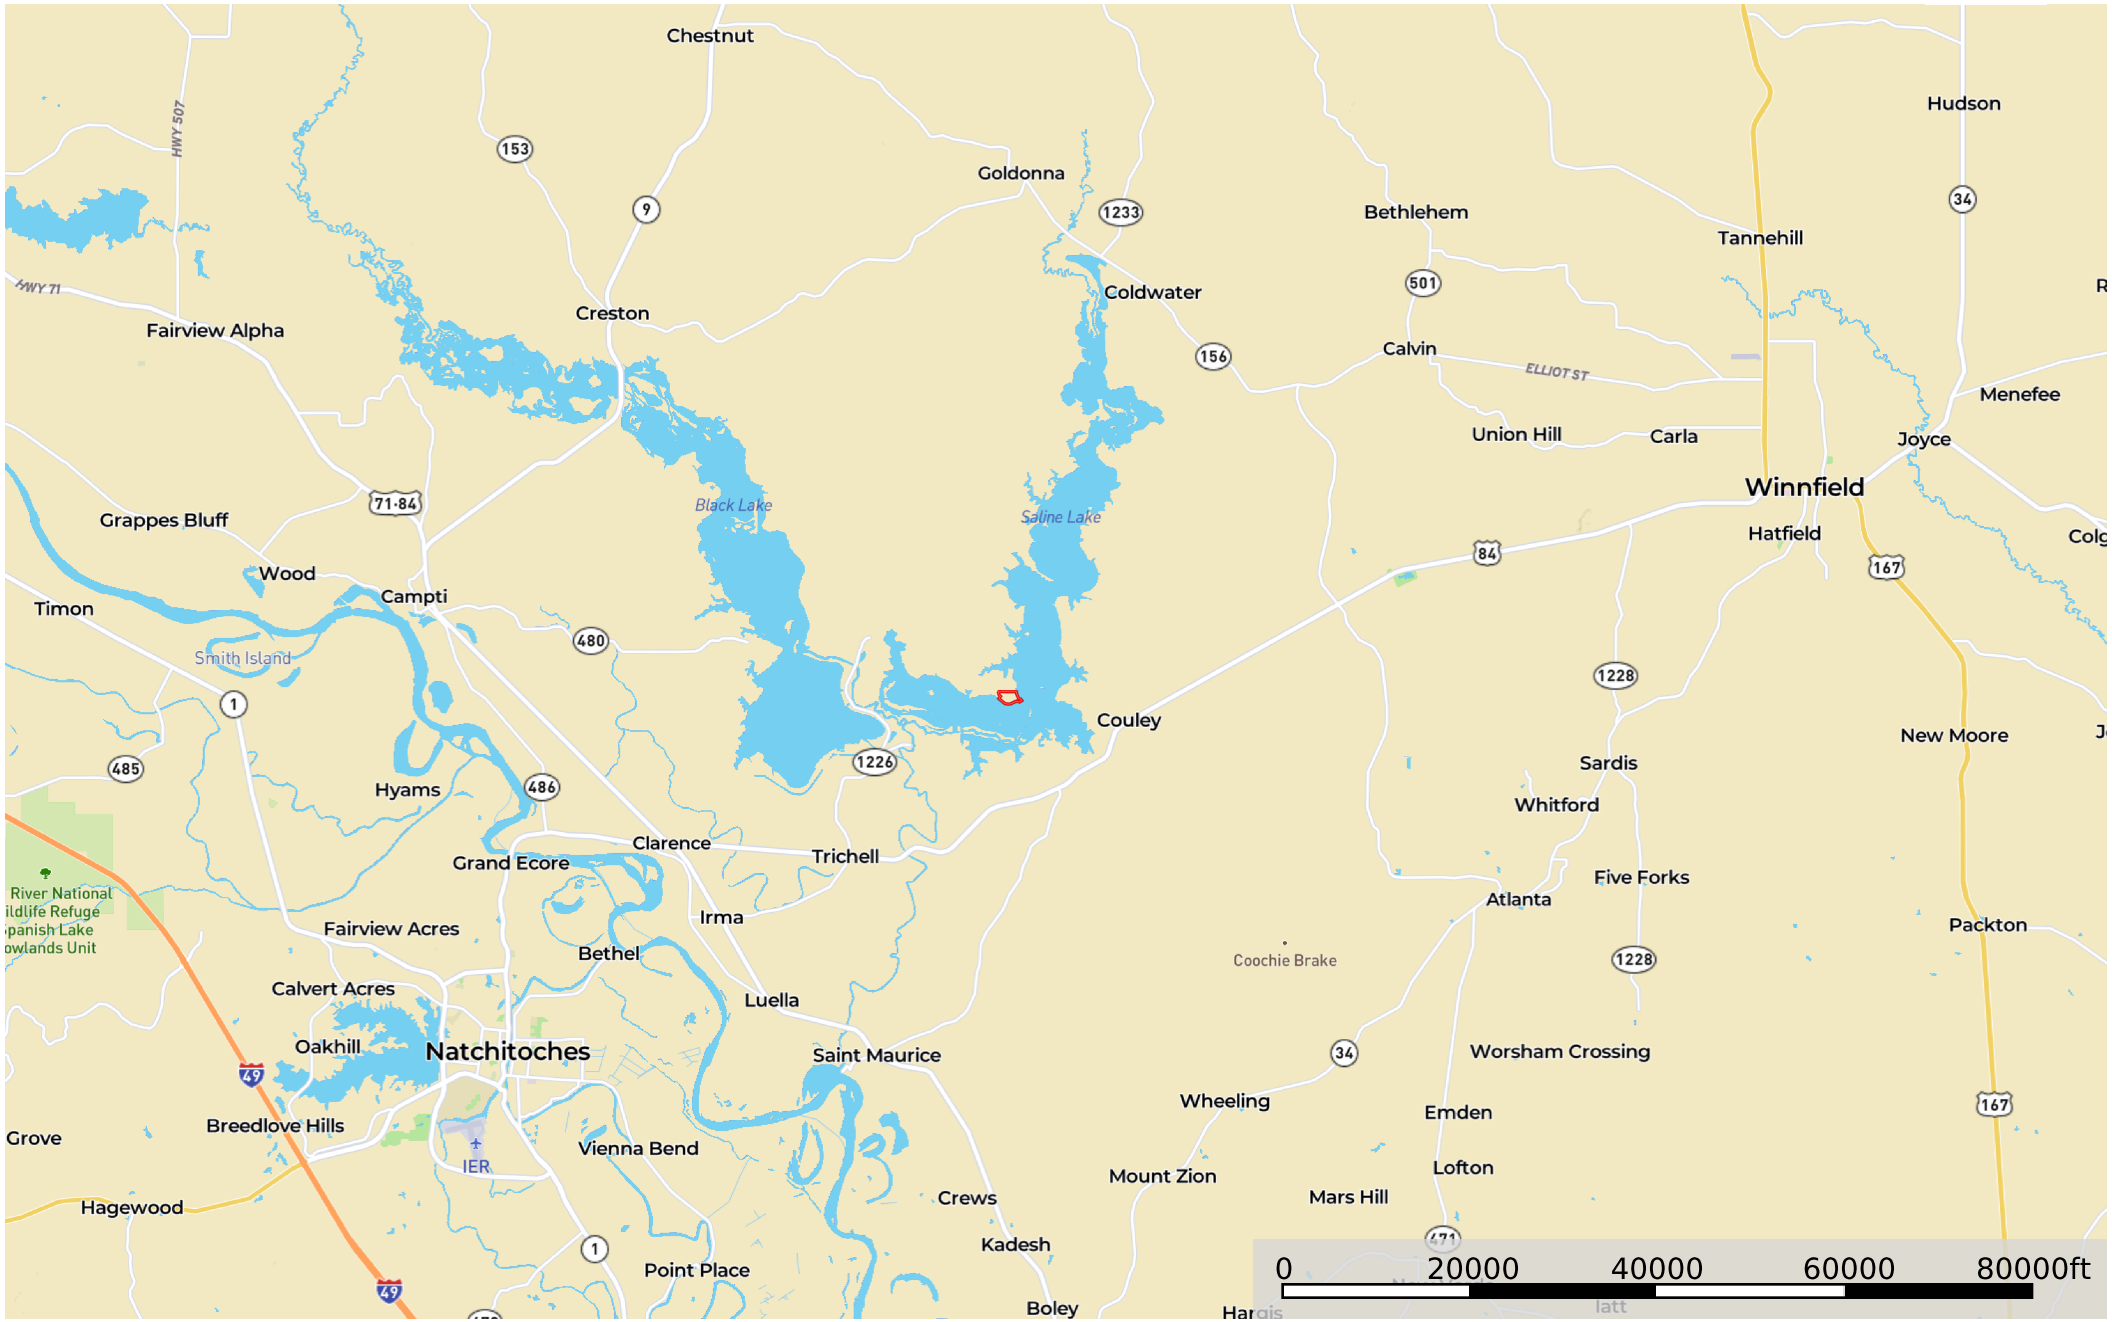 Chestnut
Hudson
HWY 507
153
Goldonna
34
9
1233
Bethlehem
Tannehill
HWY 71
501
Coldwater
R
Creston
Fairview Alpha
Calvin
156
ELLIOT ST
Menefee
Union Hill
Carla
Joyce
Winnfield
71-84
Black Lake
Saline Lake
Grappes Bluff
Hatfield
Colg
84
167
Wood
Campti
Timon
480
Smith Island
1228
1
Couley
New Moore
J
485
1226
Sardis
Hyams
486
Whitford
Clarence
Trichell
Grand Ecore
Five Forks
River National
ildlife Refuge
panish Lake
owlands Unit
Atlanta
Irma
Fairview Acres
Packton
Bethel
Coochie Brake
1228
Calvert Acres
Luella
Oakhill
Natchitoches
Saint Maurice
34
Worsham Crossing
49
Wheeling
167
Breedlove Hills
Emden
Grove
Vienna Bend
IER
Lofton
Mount Zion
Mars Hill
Crews
Hagewood
471
Kadesh
1
Point Place
0 20000 40000 60000 80000ft
49
Boley
Hargis
latt